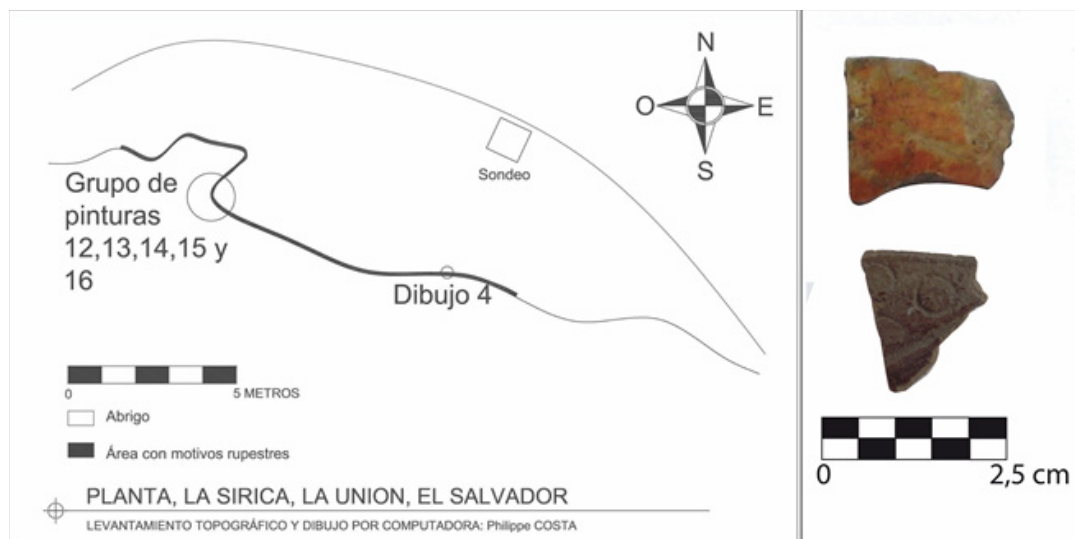 N
O
E
S
Sondeo
Grupo de
pinturas
12,13,14,15 y
16
Dibujo 4
0
5 METROS
Abrigo
Área con motivos rupestres
PLANTA, LA SIRICA, LA UNION, EL SALVADOR
LEVANTAMIENTO TOPOGRÁFICO Y DIBUJO POR COMPUTADORA: Philippe COSTA
0
2,5 cm